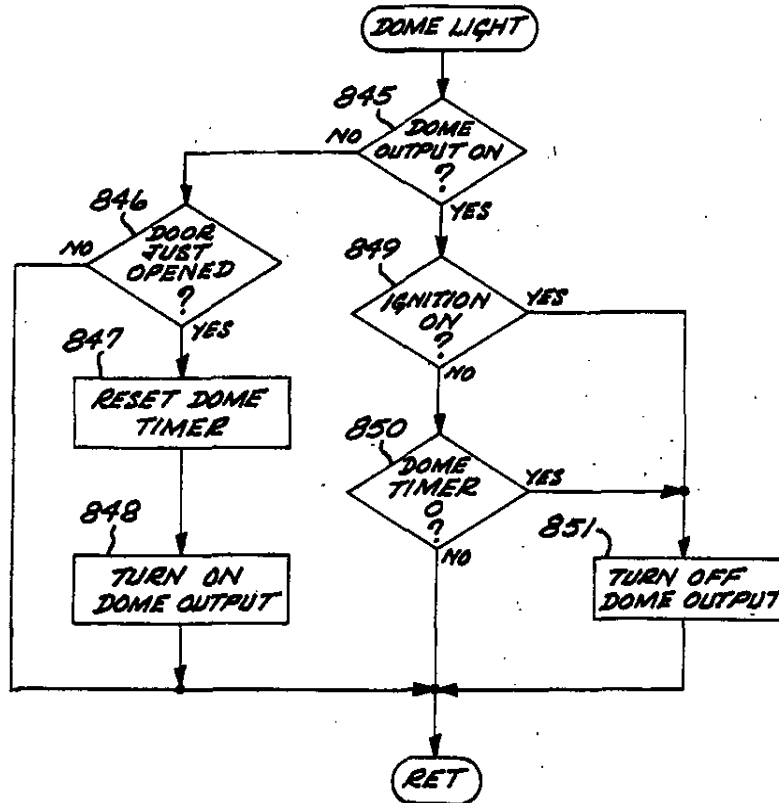 DOME LIGHT
845
DOME
OUTPUT ON
?
NO
YES
846
DOOR
JUST
OPENED
?
NO
YES
849
IGNITION
ON
?
YES
NO
847
RESET DOME
TIMER
850
DOME
TIMER
0
?
YES
NO
848
TURN ON
DOME OUTPUT
851
TURN OFF
DOME OUTPUT
RET